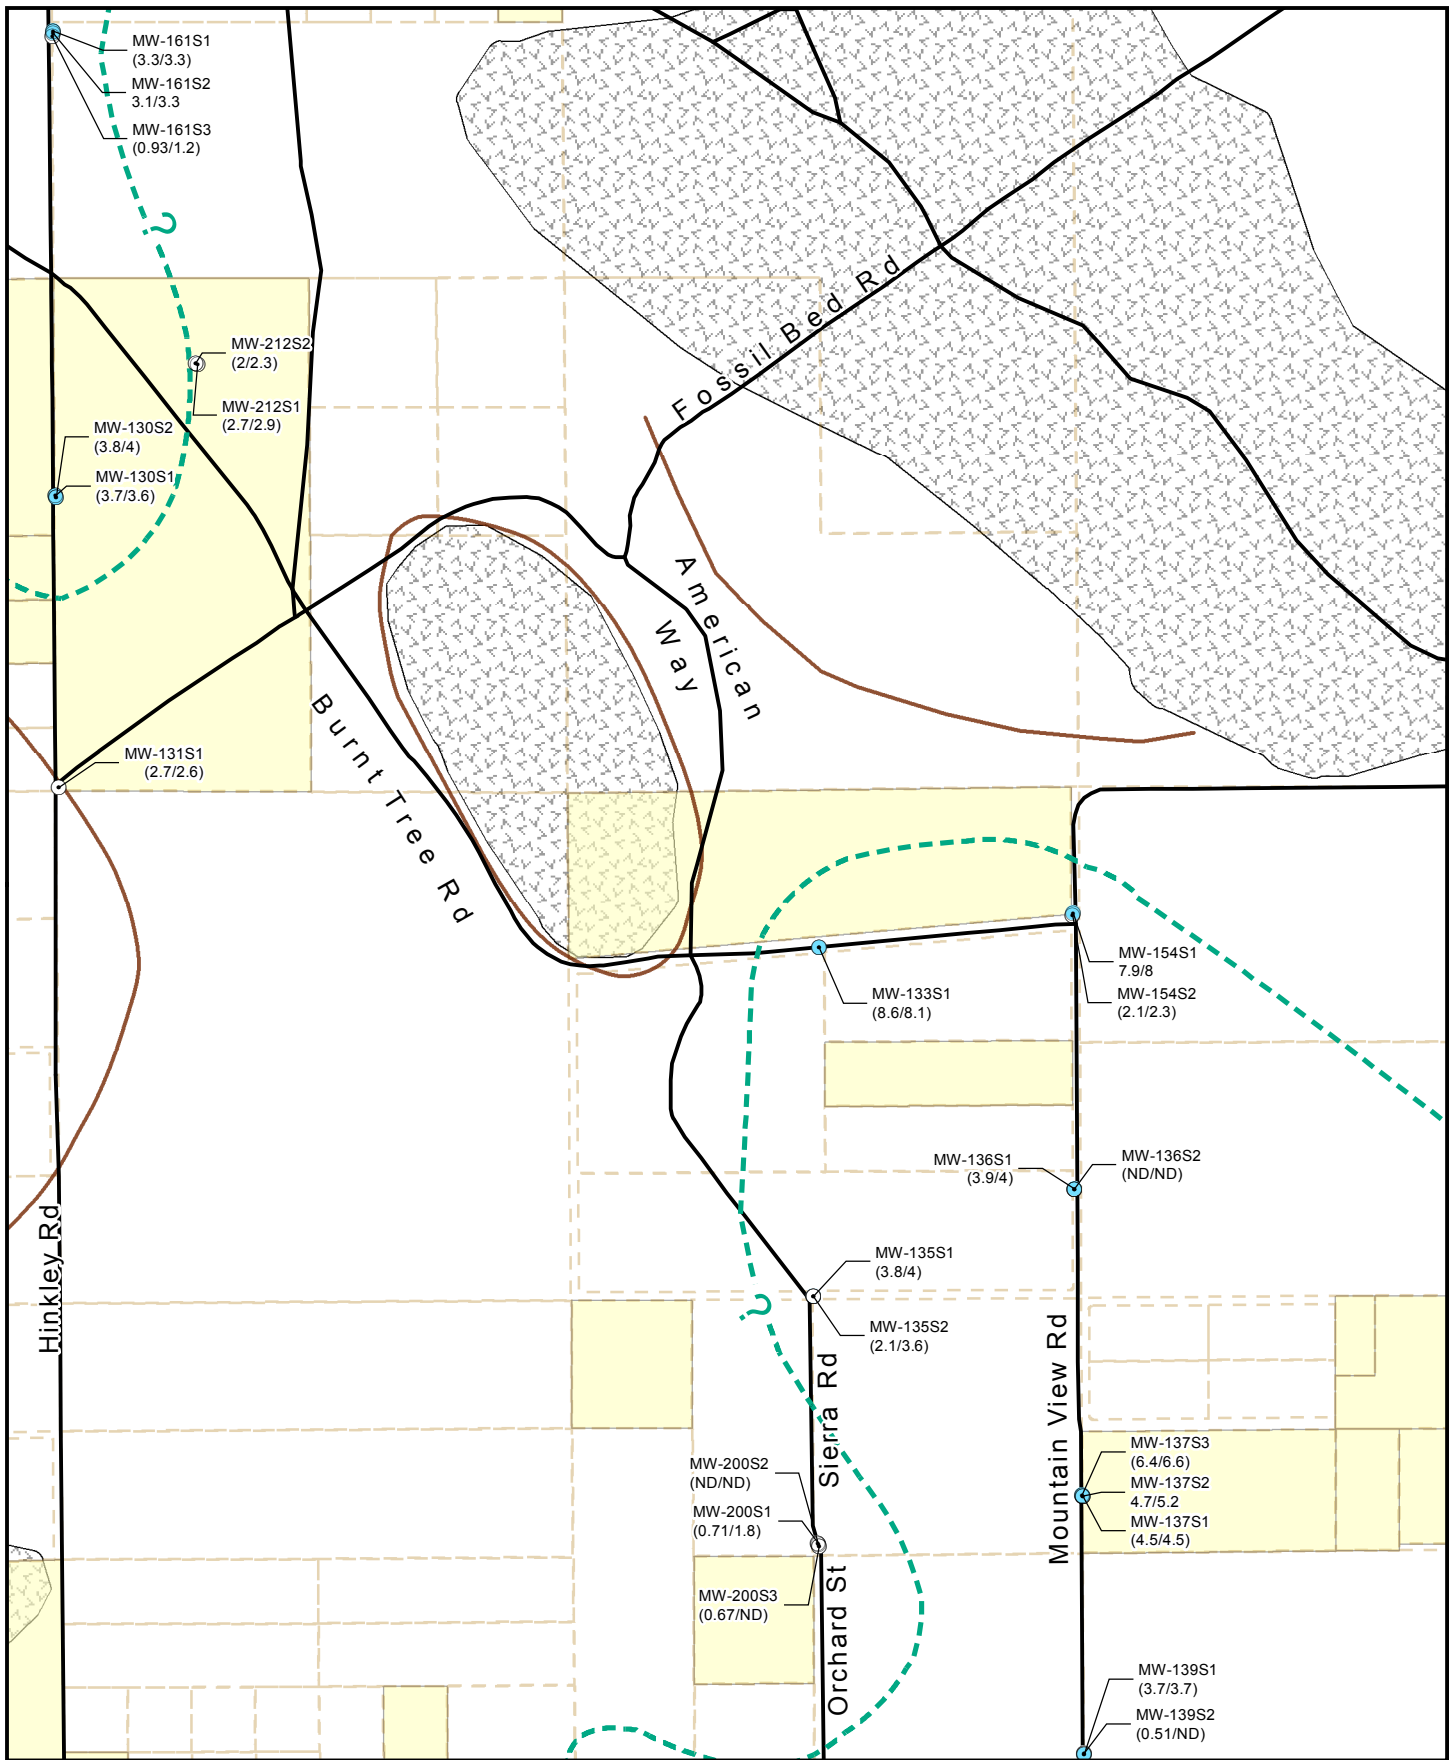 MW-161S1
(3.3/3.3)
MW-161S2
3.1/3.3
MW-161S3
(0.93/1.2)
?
Fossil Bed Rd
MW-212S2
(2/2.3)
MW-212S1
(2.7/2.9)
MW-130S2
(3.8/4)
MW-130S1
(3.7/3.6)
American
Way
Burnt Tree Rd
MW-131S1
(2.7/2.6)
MW-154S1
7.9/8
MW-154S2
(2.1/2.3)
MW-133S1
(8.6/8.1)
MW-136S1
(3.9/4)
MW-136S2
(ND/ND)
Hinkley Rd
MW-135S1
(3.8/4)
?
MW-135S2
(2.1/3.6)
Sierra Rd
Mountain View Rd
MW-137S3
(6.4/6.6)
MW-137S2
4.7/5.2
MW-137S1
(4.5/4.5)
MW-200S2
(ND/ND)
MW-200S1
(0.71/1.8)
MW-200S3
(0.67/ND)
Orchard St
MW-139S1
(3.7/3.7)
MW-139S2
(0.51/ND)